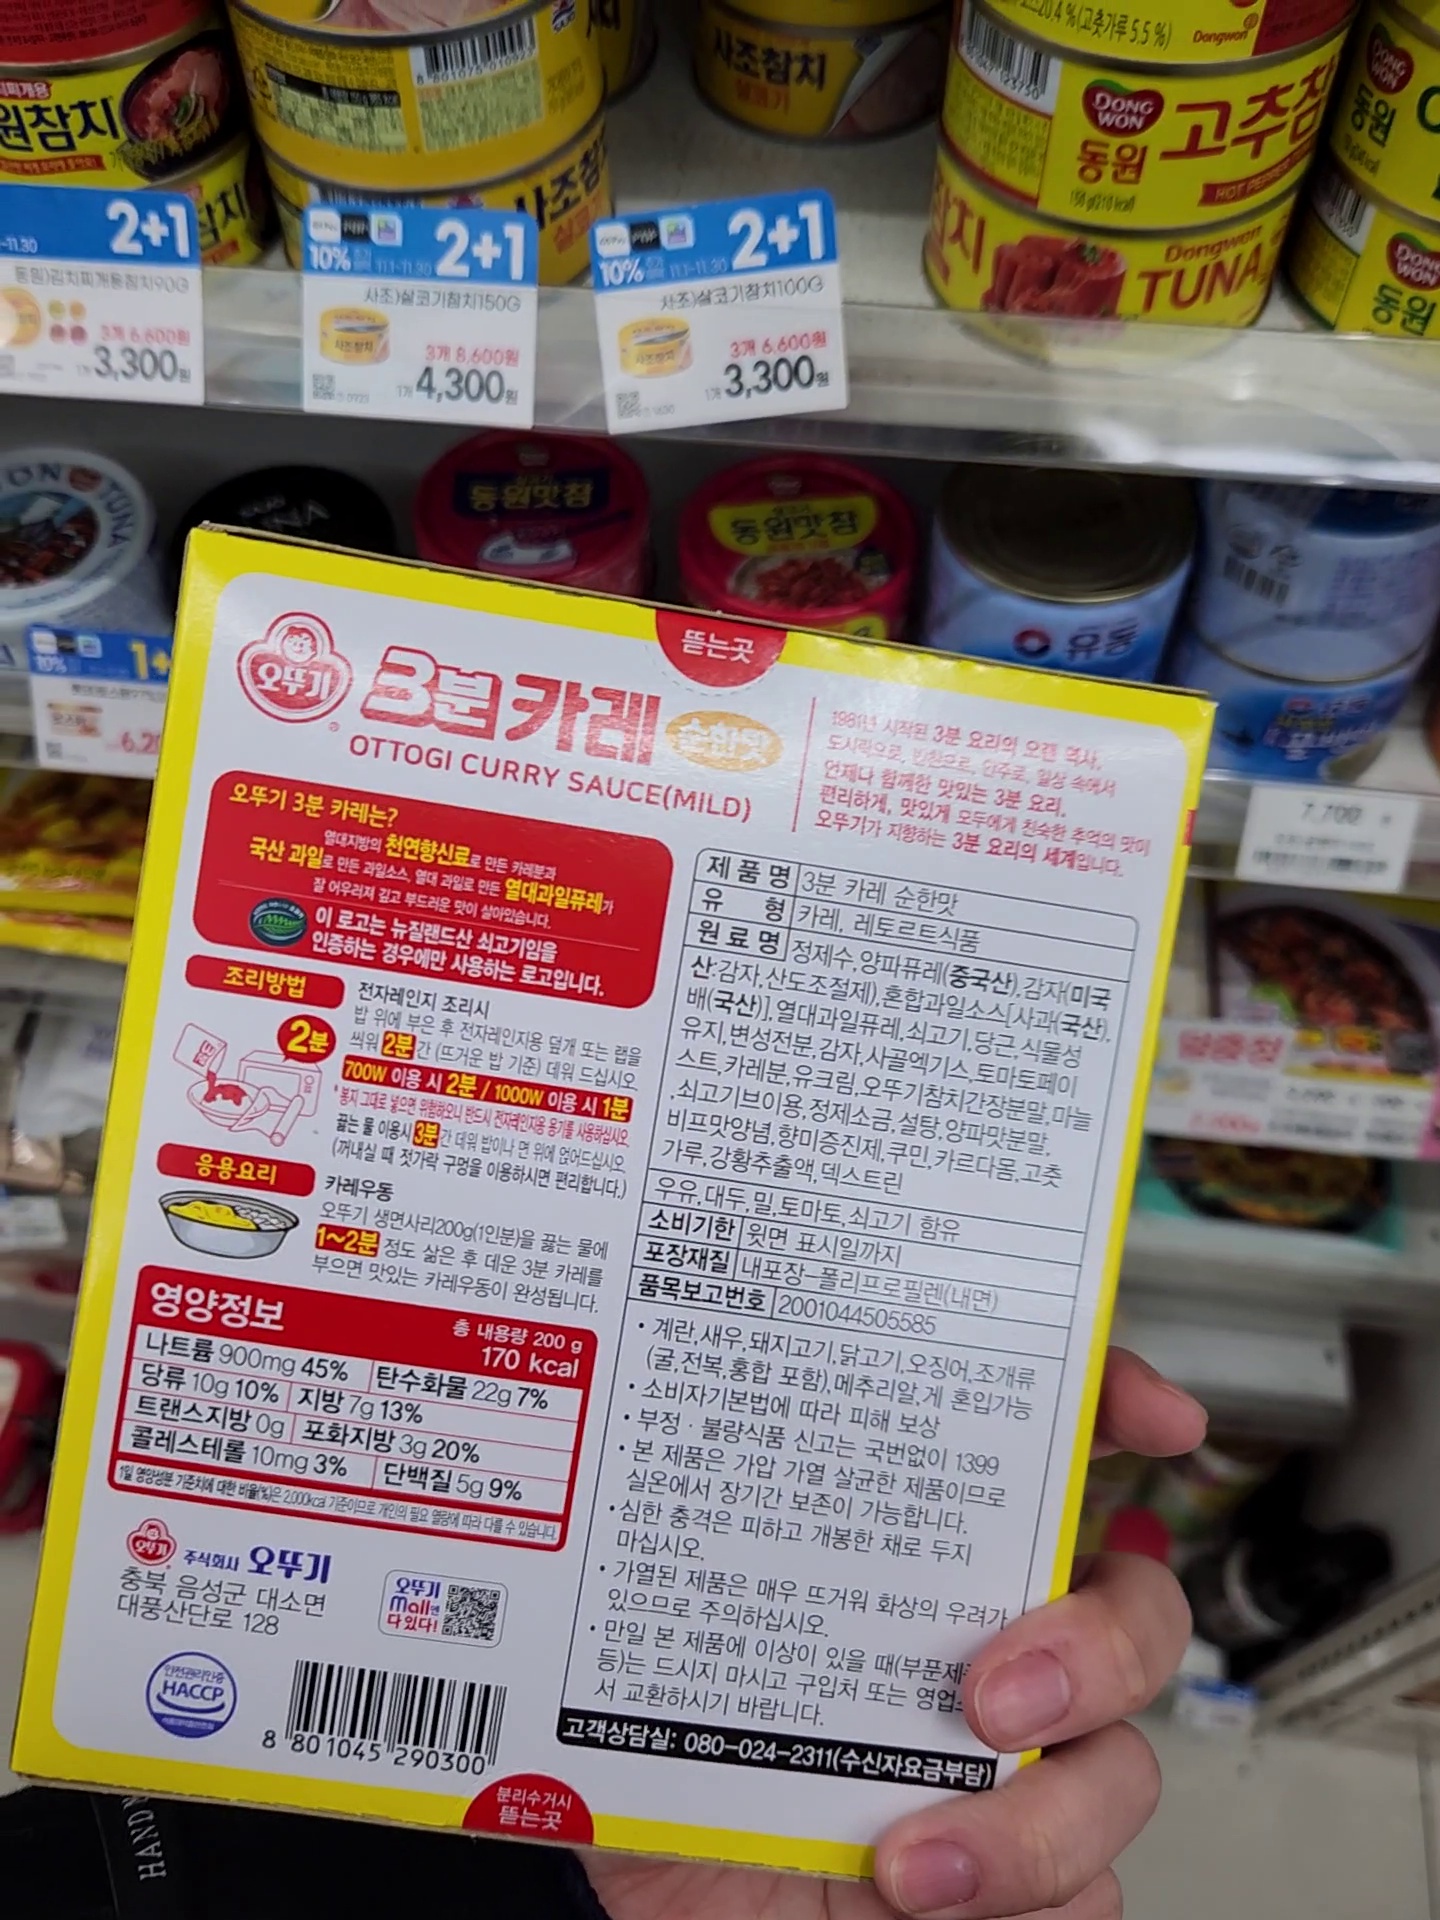 원참치
사조참치
Dongwon
DONG WON
동원
고추참
HOT PEPPER
Dongwon
TUNA
DONG WON
동원
2+1
동원)김치찌개용참치90G
3개 6,600원
1개 3,300원
10% 11.1-11.30 2+1
사조)살코기참치150G
3개 8,600원
1개 4,300원
10% 11.1-11.30 2+1
사조)살코기참치100G
3개 6,600원
1개 3,300원
동원맛참
동원맛참
유동
7,700
오뚜기
3분 카레 순한맛
OTTOGI CURRY SAUCE(MILD)
뜯는곳
1981년 시작된 3분 요리의 오랜 역사,
도시락으로, 반찬으로, 안주로, 일상 속에서
언제나 함께한 맛있는 3분 요리.
편리하게, 맛있게 모두에게 친숙한 추억의 맛이
오뚜기가 지향하는 3분 요리의 세계입니다.
오뚜기 3분 카레는?
열대지방의 천연향신료로 만든 카레분과
국산 과일로 만든 과일소스, 열대 과일로 만든 열대과일퓨레가
잘 어우러져 깊고 부드러운 맛이 살아있습니다.
이 로고는 뉴질랜드산 쇠고기임을
인증하는 경우에만 사용하는 로고입니다.
조리방법
2분
전자레인지 조리시
밥 위에 부은 후 전자레인지용 덮개 또는 랩을
씌워 2분간 (뜨거운 밥 기준) 데워 드십시오.
700W 이용 시 2분 / 1000W 이용 시 1분
*봉지 그대로 넣으면 위험하오니 반드시 전자레인지용 용기를 사용하십시오.
끓는 물 이용시 3분간 데워 밥이나 면 위에 얹어드십시오.
(꺼내실 때 젓가락 구멍을 이용하시면 편리합니다.)
응용요리
카레우동
오뚜기 생면사리200g(1인분)을 끓는 물에
1~2분 정도 삶은 후 데운 3분 카레를
부으면 맛있는 카레우동이 완성됩니다.
영양정보
총 내용량 200 g
170 kcal
나트륨 900mg 45% 탄수화물 22g 7%
당류 10g 10% 지방 7g 13%
트랜스지방 0g 포화지방 3g 20%
콜레스테롤 10mg 3% 단백질 5g 9%
1일 영양성분 기준치에 대한 비율(%)은 2,000kcal 기준이므로 개인의 필요 열량에 따라 다를 수 있습니다.
오뚜기 주식회사 오뚜기
충북 음성군 대소면
대풍산단로 128
오뚜기
mall에
다있다!
안전관리인증
HACCP
8 801045 290300
분리수거시
뜯는곳
제 품 명 3분 카레 순한맛
유 형 카레, 레토르트식품
원 료 명 정제수,양파퓨레(중국산),감자(미국
산:감자,산도조절제),혼합과일소스[사과(국산),
배(국산)],열대과일퓨레,쇠고기,당근,식물성
유지,변성전분,감자,사골엑기스,토마토페이
스트,카레분,유크림,오뚜기참치간장분말,마늘
,쇠고기브이용,정제소금,설탕,양파맛분말,
비프맛양념,향미증진제,쿠민,카르다몸,고춧
가루,강황추출액,덱스트린
우유,대두,밀,토마토,쇠고기 함유
소비기한 윗면 표시일까지
포장재질 내포장-폴리프로필렌(내면)
품목보고번호 2001044505585
• 계란,새우,돼지고기,닭고기,오징어,조개류
(굴,전복,홍합 포함),메추리알,게 혼입가능
• 소비자기본법에 따라 피해 보상
• 부정 · 불량식품 신고는 국번없이 1399
• 본 제품은 가압 가열 살균한 제품이므로
실온에서 장기간 보존이 가능합니다.
• 심한 충격은 피하고 개봉한 채로 두지
마십시오.
• 가열된 제품은 매우 뜨거워 화상의 우려가
있으므로 주의하십시오.
• 만일 본 제품에 이상이 있을 때(부푼제
등)는 드시지 마시고 구입처 또는 영업
서 교환하시기 바랍니다.
고객상담실: 080-024-2311(수신자요금부담)
HAND